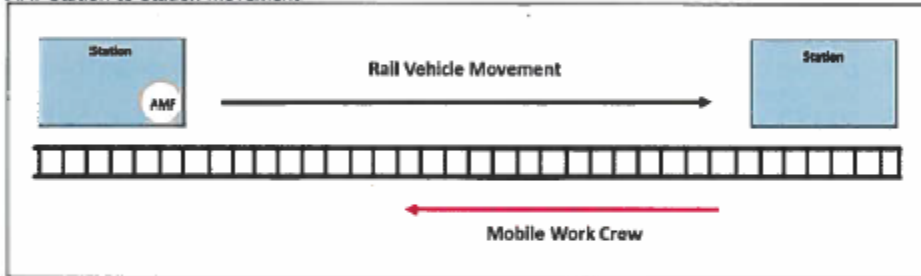 Station
Station
Rail Vehicle Movement
AMF
Mobile Work Crew